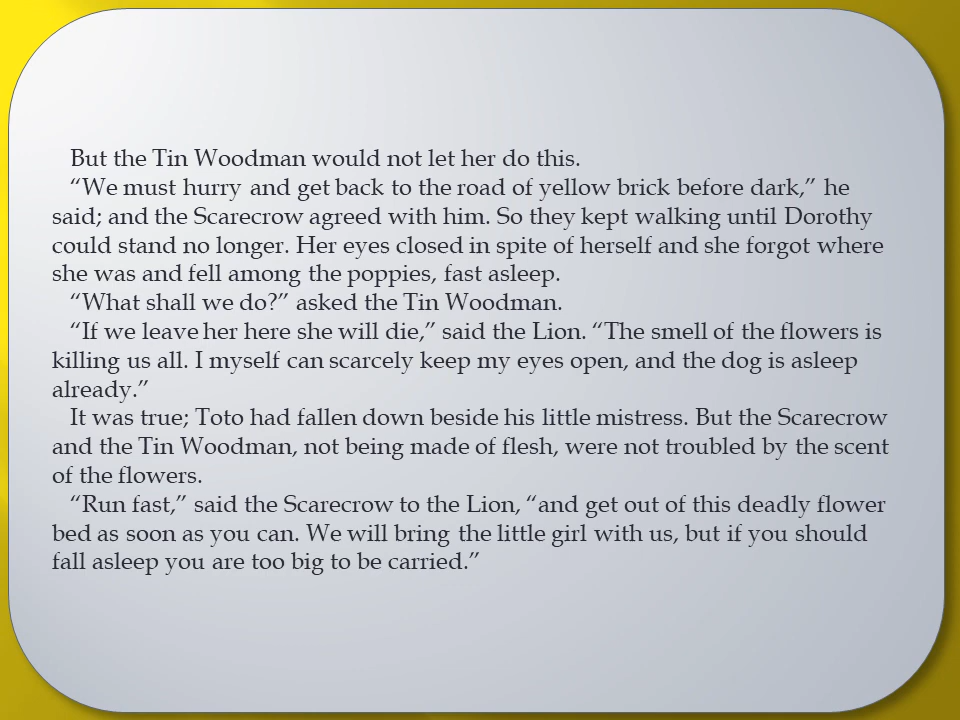 But the Tin Woodman would not let her do this.
“We must hurry and get back to the road of yellow brick before dark,” he
said; and the Scarecrow agreed with him. So they kept walking until Dorothy
could stand no longer. Her eyes closed in spite of herself and she forgot where
she was and fell among the poppies, fast asleep.
“What shall we do?” asked the Tin Woodman.
“If we leave her here she will die,” said the Lion. “The smell of the flowers is
killing us all. I myself can scarcely keep my eyes open, and the dog is asleep
already.”
It was true; Toto had fallen down beside his little mistress. But the Scarecrow
and the Tin Woodman, not being made of flesh, were not troubled by the scent
of the flowers.
“Run fast,” said the Scarecrow to the Lion, “and get out of this deadly flower
bed as soon as you can. We will bring the little girl with us, but if you should
fall asleep you are too big to be carried.”